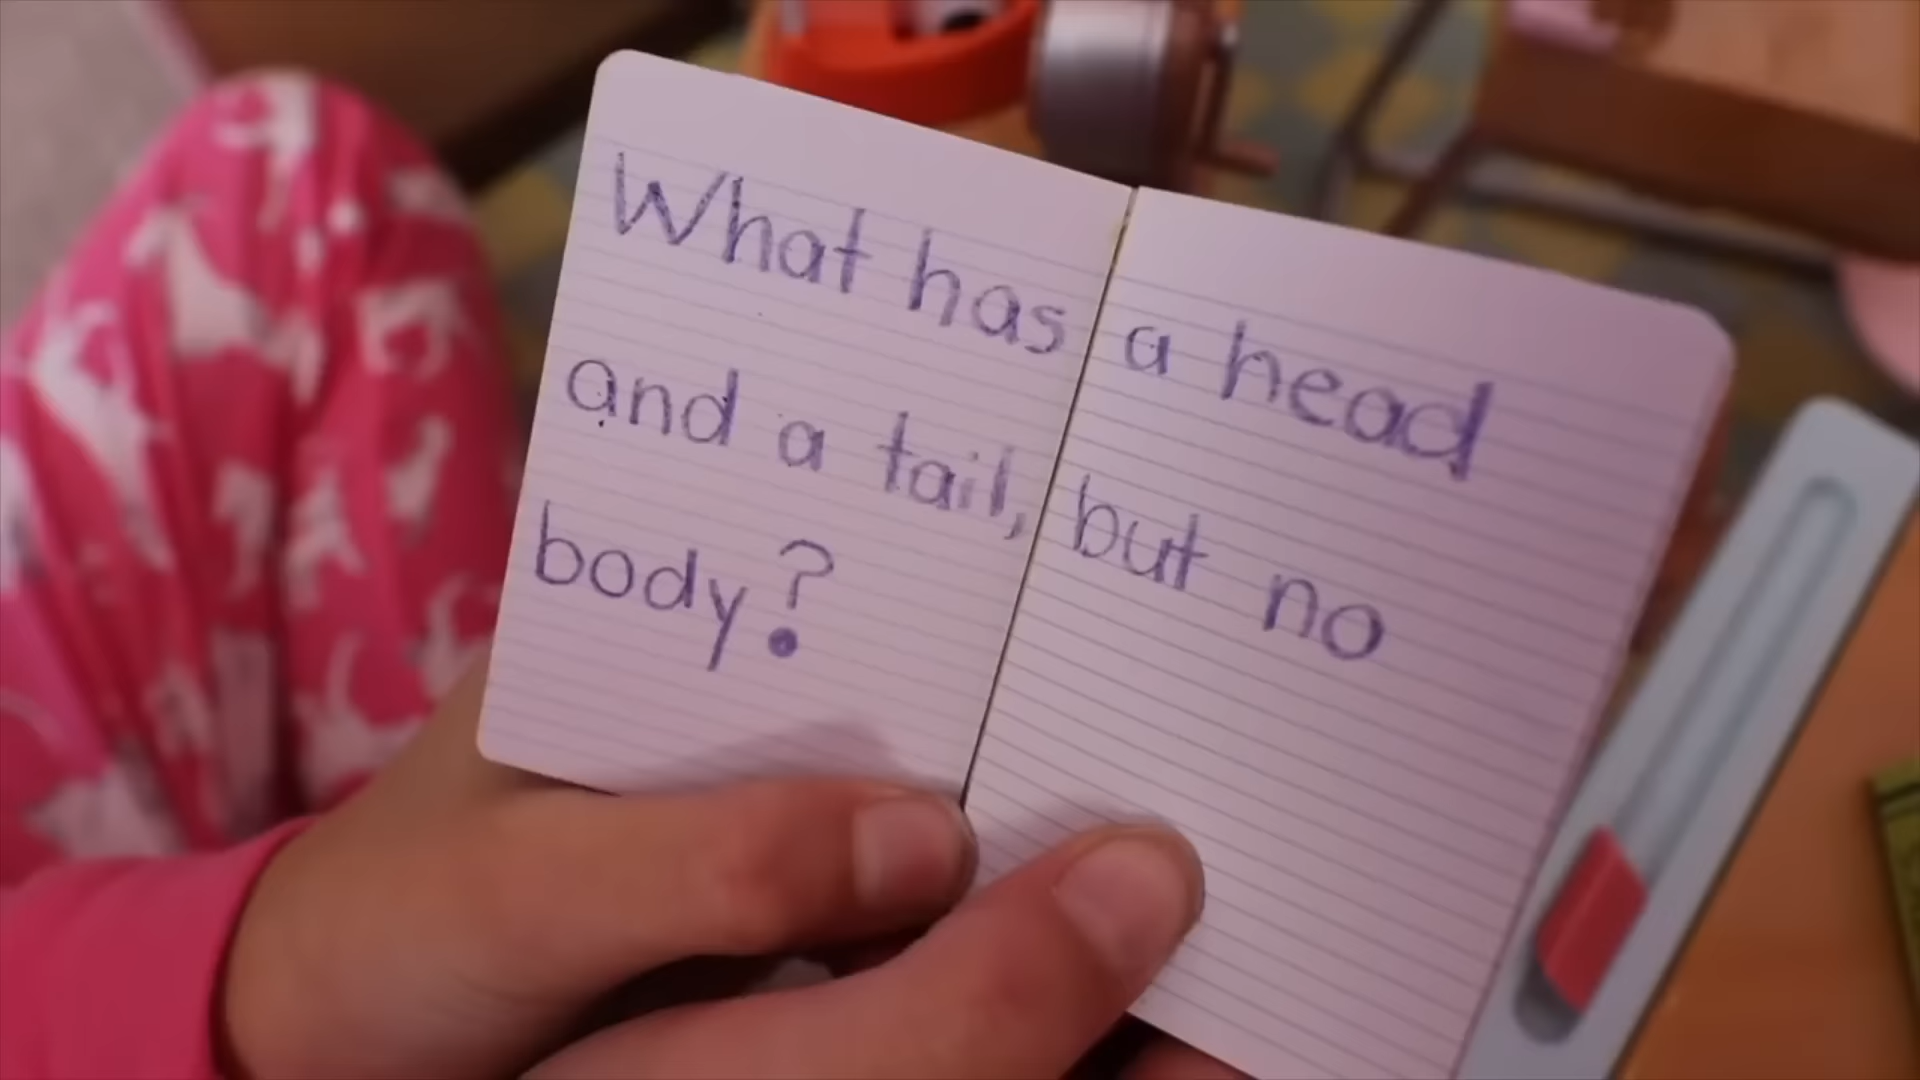 What has a head
and a tail, but no
body?